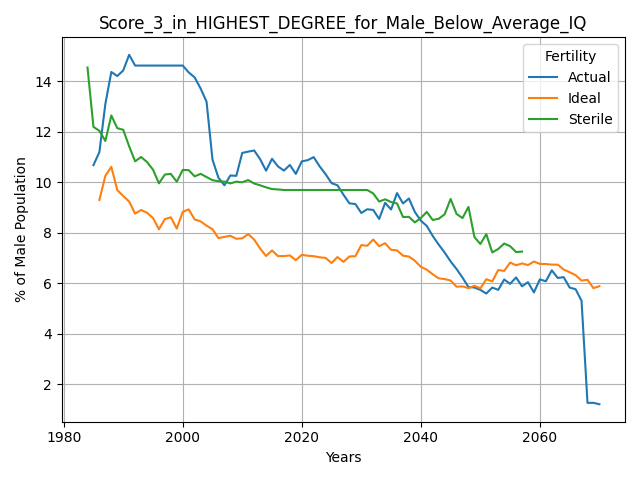 Score_3_in_HIGHEST_DEGREE_for_Male_Below_Average_IQ
Fertility
Actual
Ideal
Sterile
% of Male Population
14
12
10
8
6
4
2
1980 2000 2020 2040 2060
Years